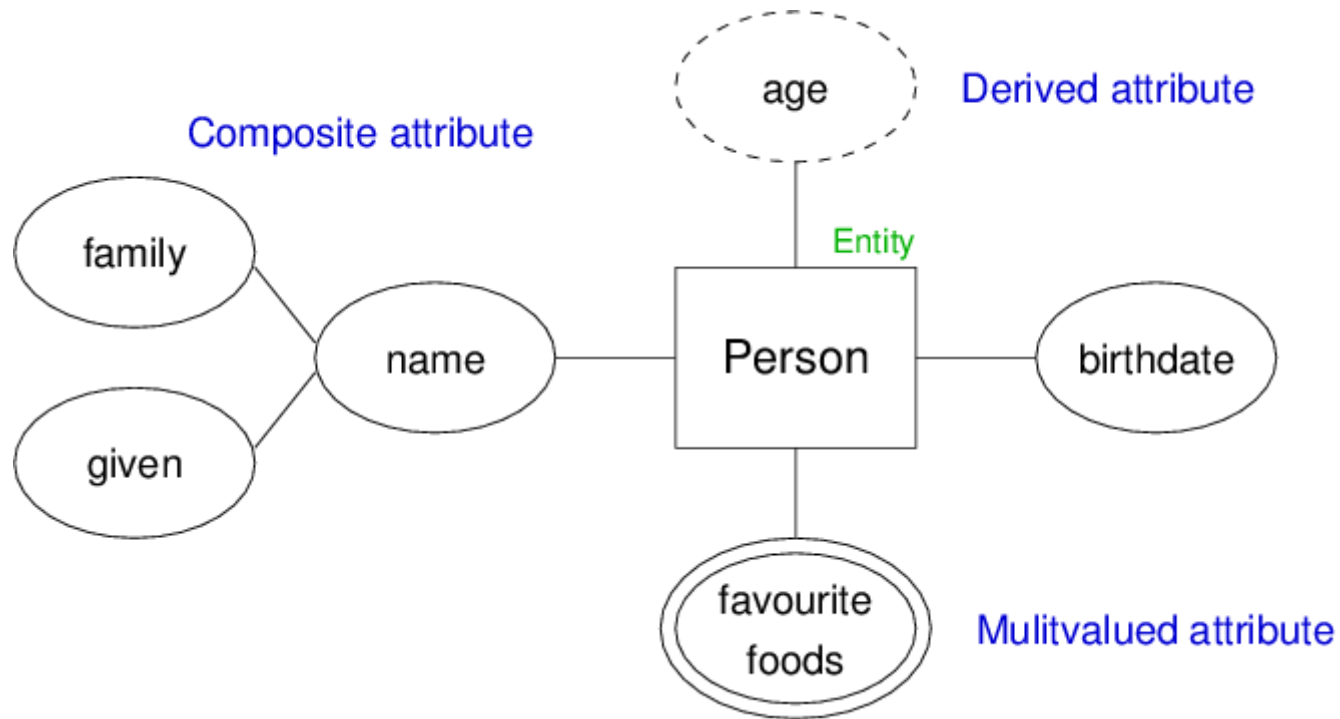 age
Derived attribute
Composite attribute
family
Entity
name
Person
birthdate
given
favourite
foods
Mulitvalued attribute